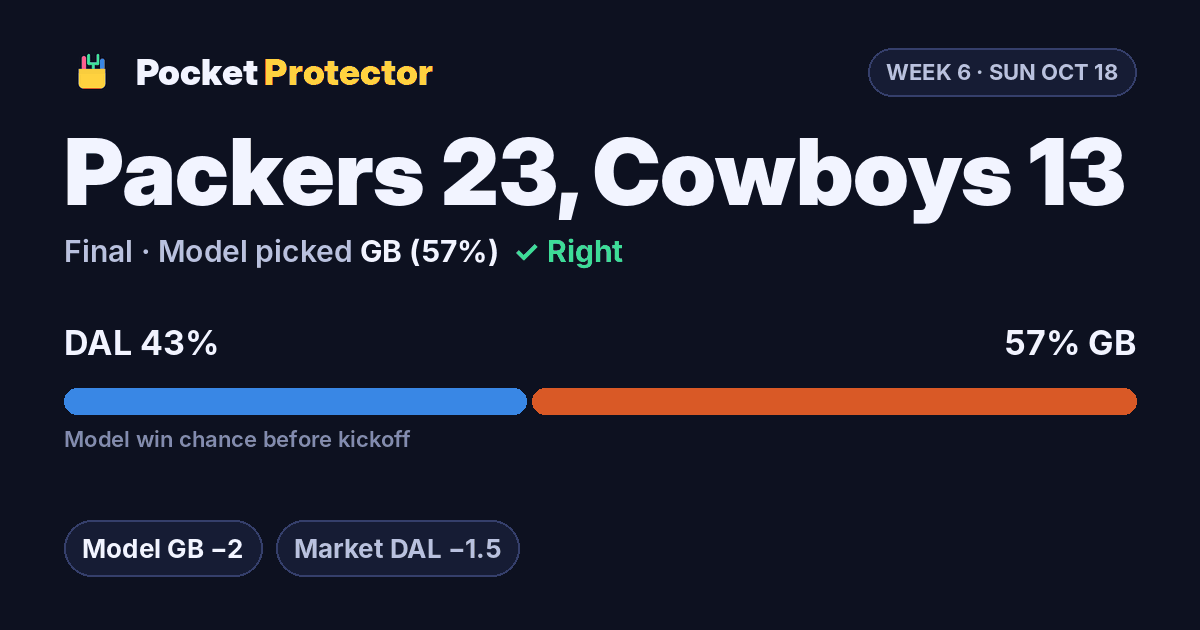 Pocket Protector
WEEK 6 · SUN OCT 18
Packers 23, Cowboys 13
Final · Model picked GB (57%) ✓ Right
DAL 43%
57% GB
Model win chance before kickoff
Model GB −2
Market DAL −1.5